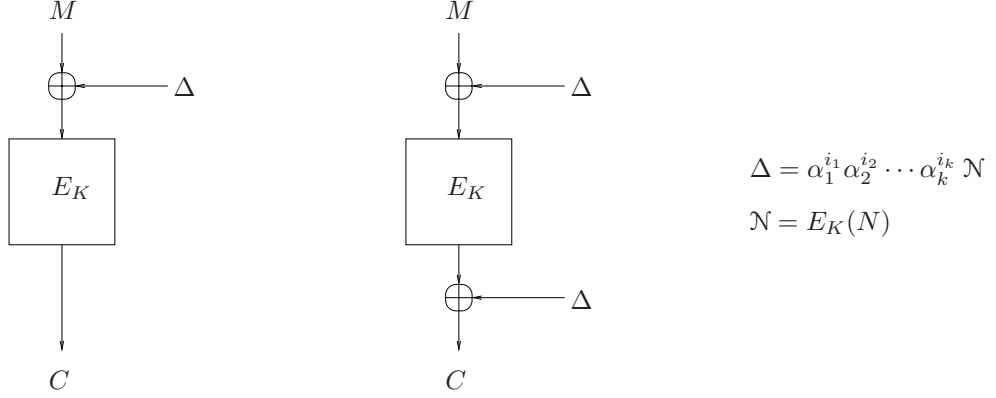 M
M
Δ
Δ
E_K
E_K
Δ = α_1^{i_1} α_2^{i_2} ⋯ α_k^{i_k} 𝒩
𝒩 = E_K(N)
Δ
C
C